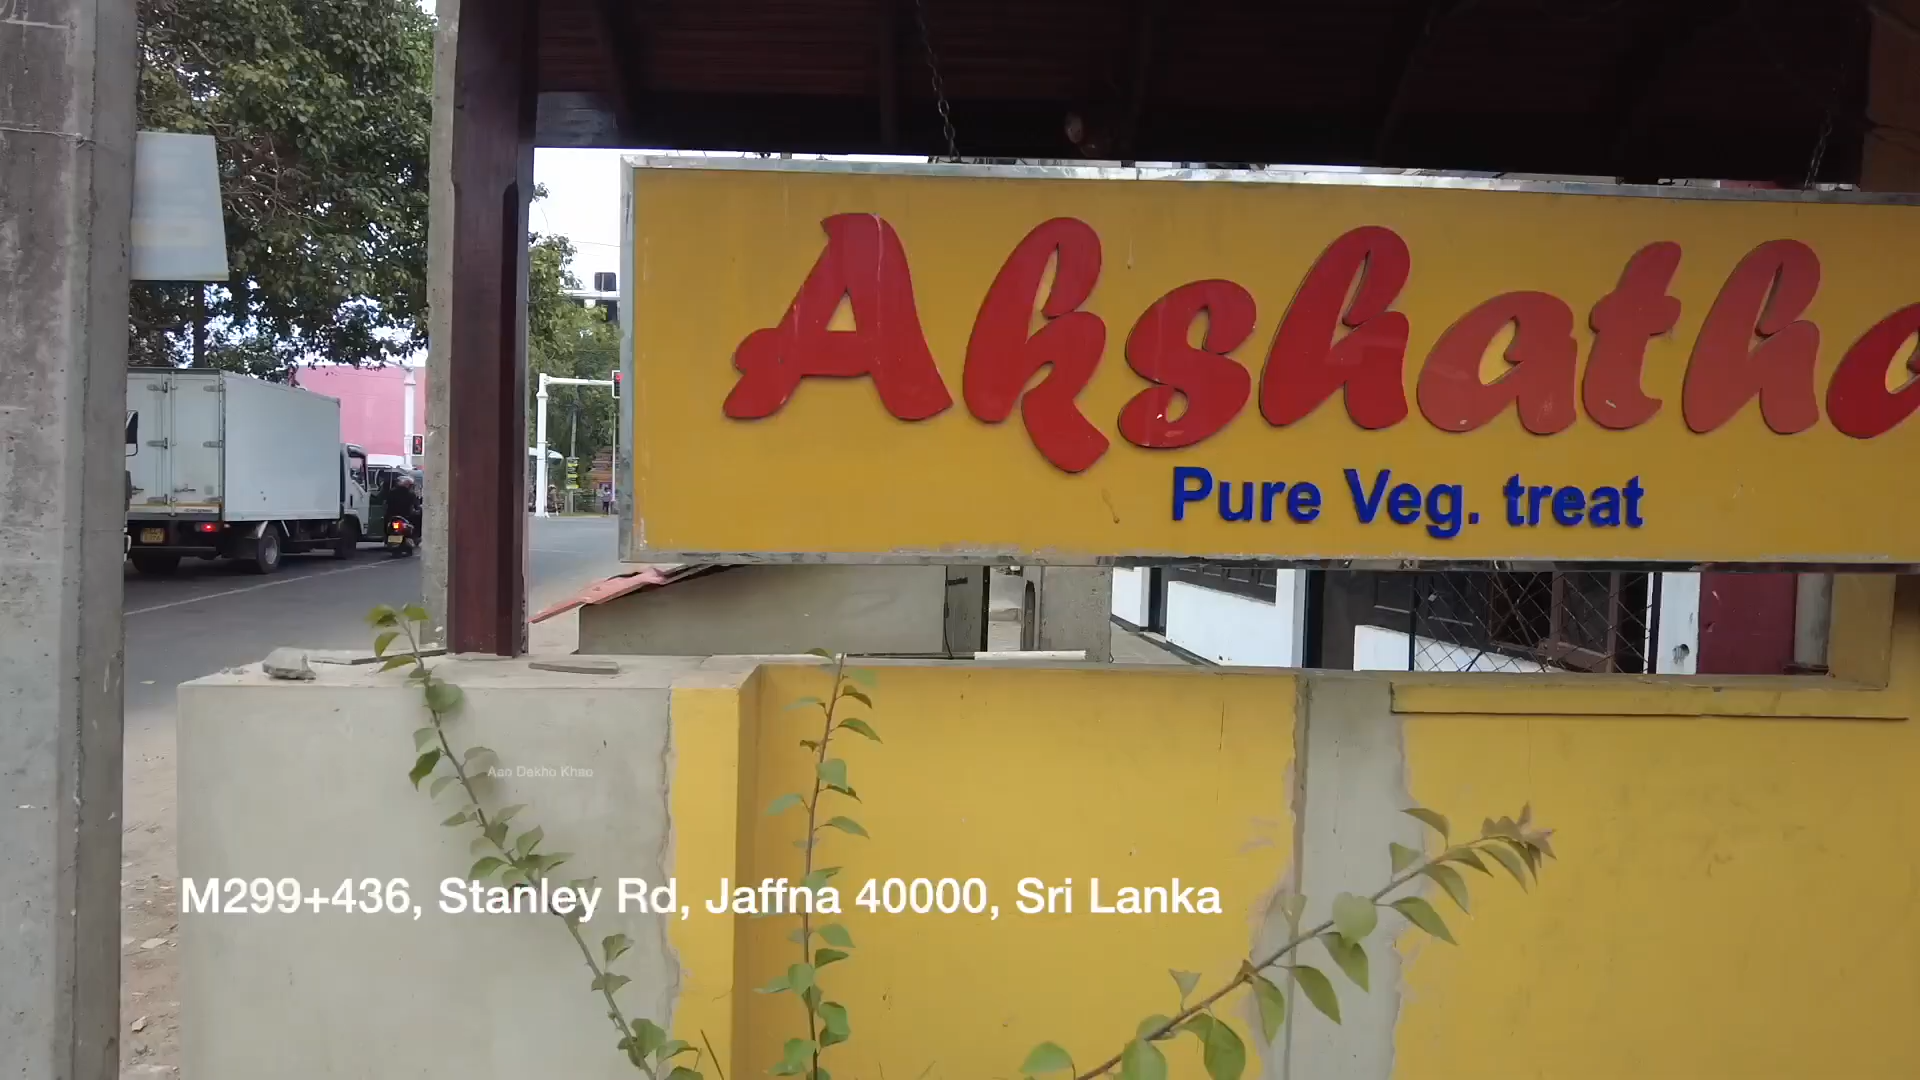 Akshatha
Pure Veg. treat
Aao Dekho Khao
M299+436, Stanley Rd, Jaffna 40000, Sri Lanka